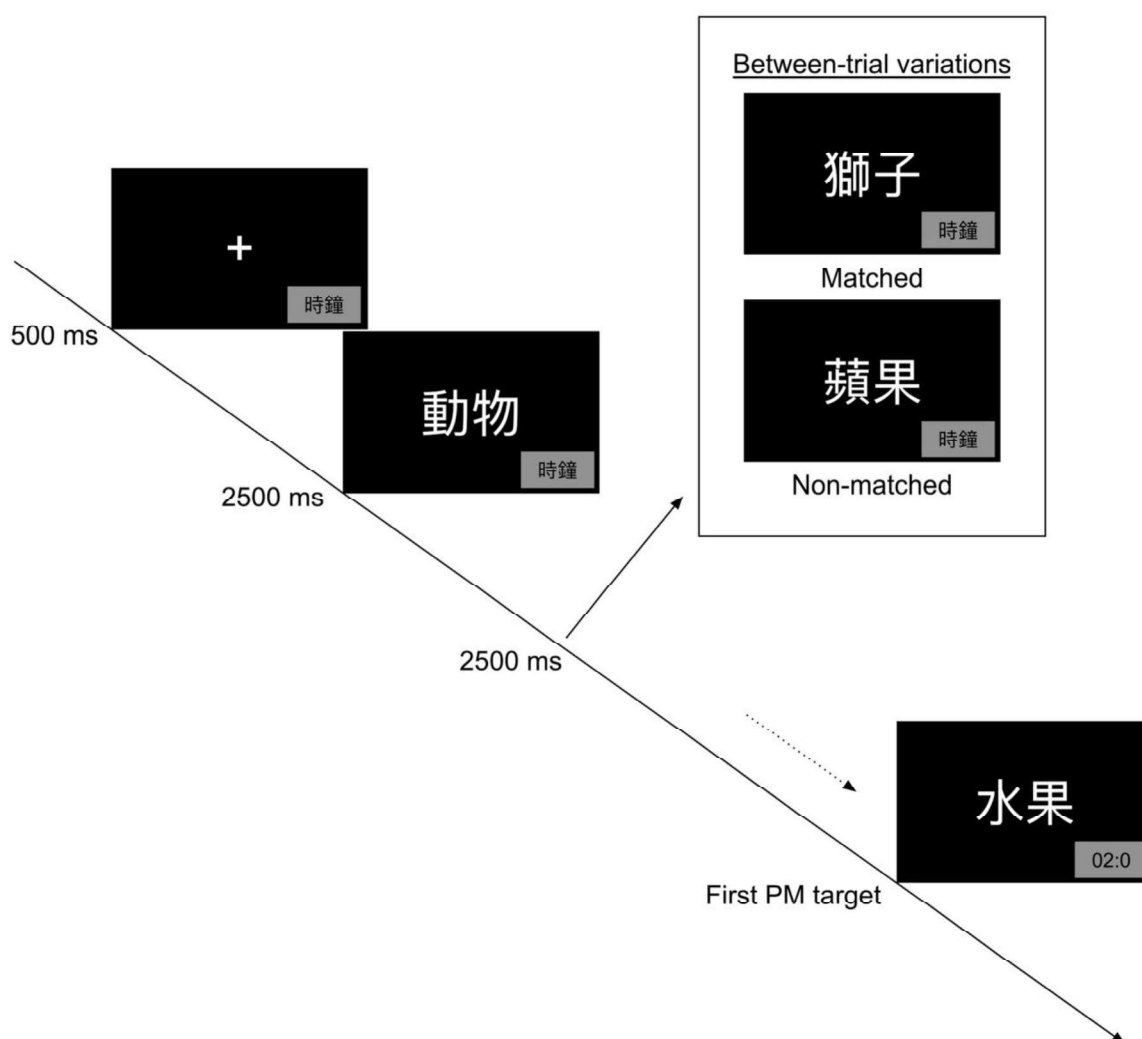 Between-trial variations
獅子
時鐘
Matched
蘋果
時鐘
Non-matched
+
時鐘
500 ms
動物
時鐘
2500 ms
2500 ms
水果
02:0
First PM target